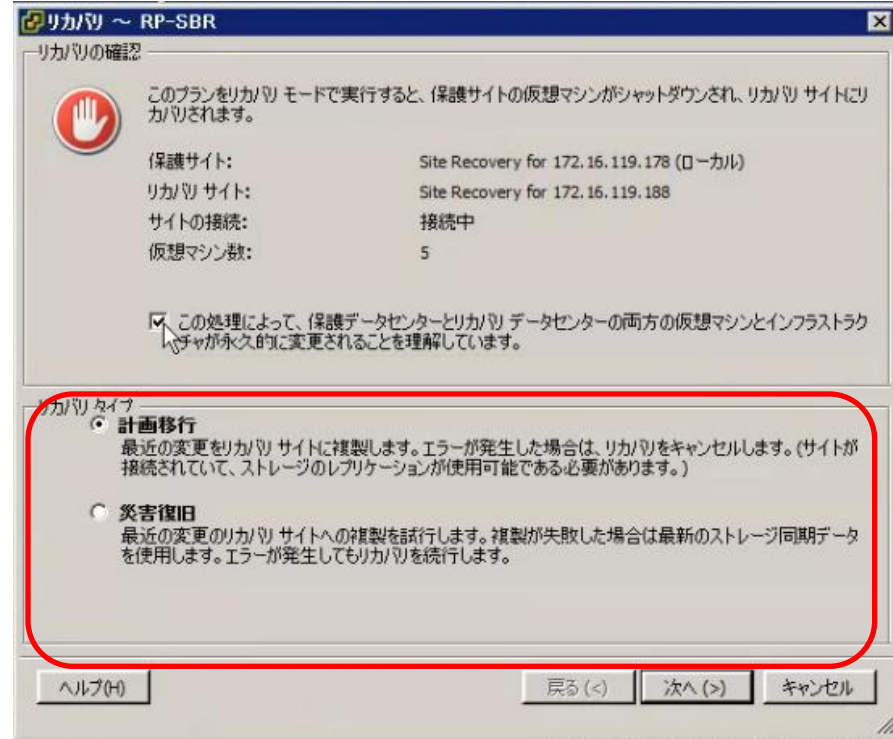 リカバリ ～ RP-SBR
リカバリの確認
このプランをリカバリ モードで実行すると、保護サイトの仮想マシンがシャットダウンされ、リカバリ サイトにリ
カバリされます。
保護サイト: Site Recovery for 172.16.119.178 (ローカル)
リカバリ サイト: Site Recovery for 172.16.119.188
サイトの接続: 接続中
仮想マシン数: 5
この処理によって、保護データセンターとリカバリ データセンターの両方の仮想マシンとインフラストラク
チャが永久的に変更されることを理解しています。
リカバリ タイプ
計画移行
最近の変更をリカバリ サイトに複製します。エラーが発生した場合は、リカバリをキャンセルします。(サイトが
接続されていて、ストレージのレプリケーションが使用可能である必要があります。)
災害復旧
最近の変更のリカバリ サイトへの複製を試行します。複製が失敗した場合は最新のストレージ同期データ
を使用します。エラーが発生してもリカバリを続行します。
ヘルプ(H) 戻る(<) 次へ(>) キャンセル